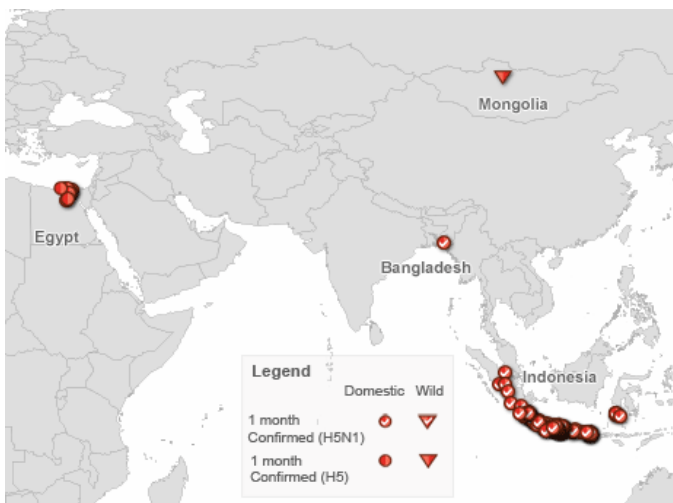 Mongolia
Egypt
Bangladesh
Indonesia
Legend
Domestic Wild
1 month
Confirmed (H5N1)
1 month
Confirmed (H5)